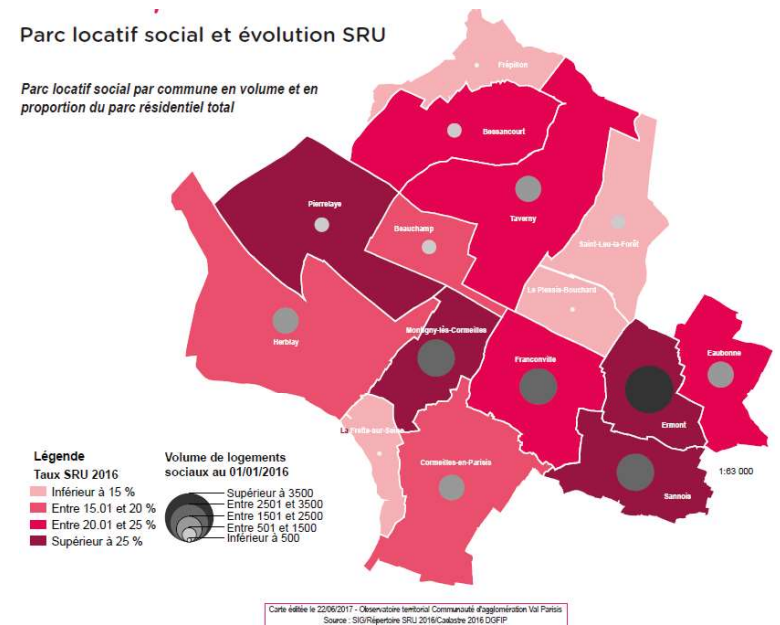 Parc locatif social et évolution SRU
Parc locatif social par commune en volume et en
proportion du parc résidentiel total
Frépillon
Bessancourt
Pierrelaye
Taverny
Beauchamp
Saint-Leu-la-Forêt
Le Plessis-Bouchard
Herblay
Montigny-lès-Cormeilles
Franconville
Eaubonne
Ermont
La Frette-sur-Seine
Cormeilles-en-Parisis
Sannois
1:63 000
Légende
Taux SRU 2016
Inférieur à 15 %
Entre 15.01 et 20 %
Entre 20.01 et 25 %
Supérieur à 25 %
Volume de logements
sociaux au 01/01/2016
Supérieur à 3500
Entre 2501 et 3500
Entre 1501 et 2500
Entre 501 et 1500
Inférieur à 500
Carte éditée le 22/06/2017 - Observatoire territorial Communauté d'agglomération Val Parisis
Source : SIG/Répertoire SRU 2016/Cadastre 2016 DGFIP